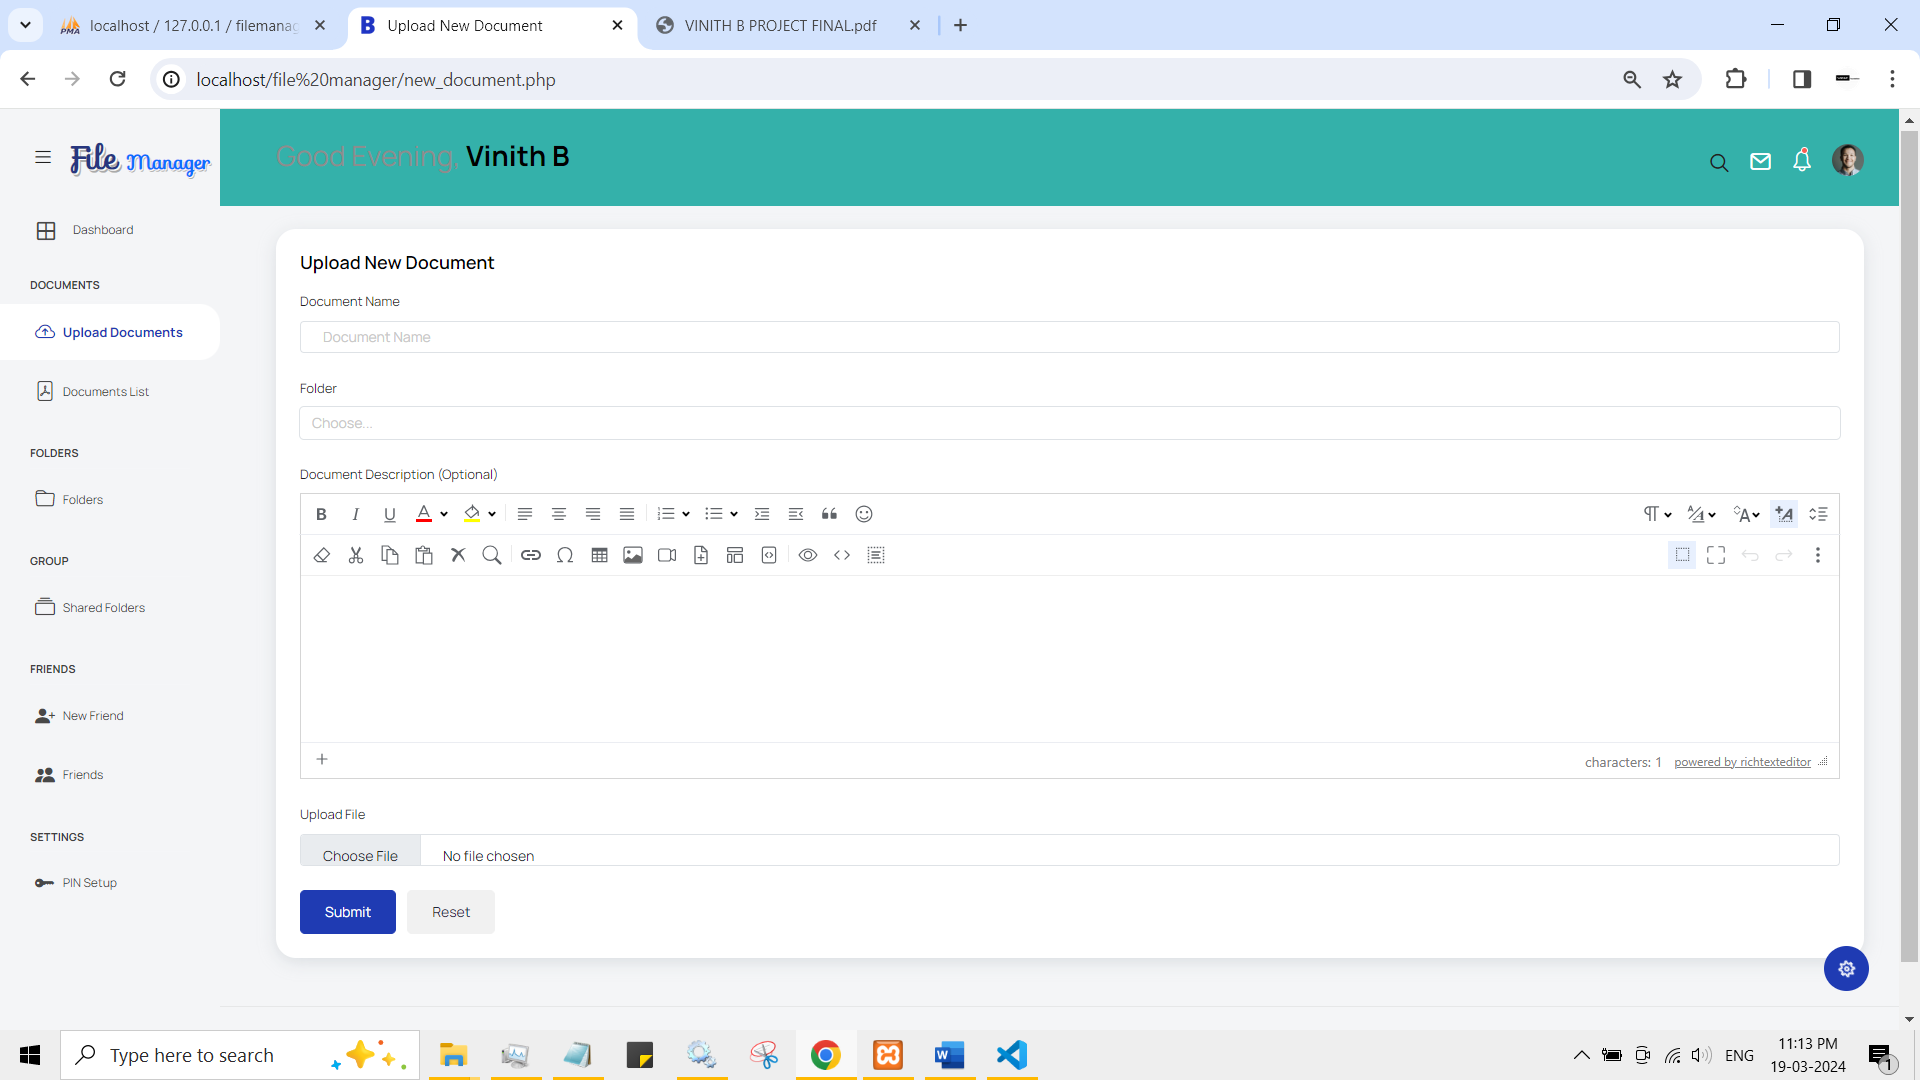 localhost / 127.0.0.1 / filemanag
Upload New Document
VINITH B PROJECT FINAL.pdf
localhost/file%20manager/new_document.php
File Manager
Good Evening, Vinith B
Dashboard
DOCUMENTS
Upload Documents
Documents List
FOLDERS
Folders
GROUP
Shared Folders
FRIENDS
New Friend
Friends
SETTINGS
PIN Setup
Upload New Document
Document Name
Document Name
Folder
Choose...
Document Description (Optional)
characters: 1 powered by richtexteditor
Upload File
Choose File No file chosen
Submit Reset
Type here to search
ENG
11:13 PM
19-03-2024
1